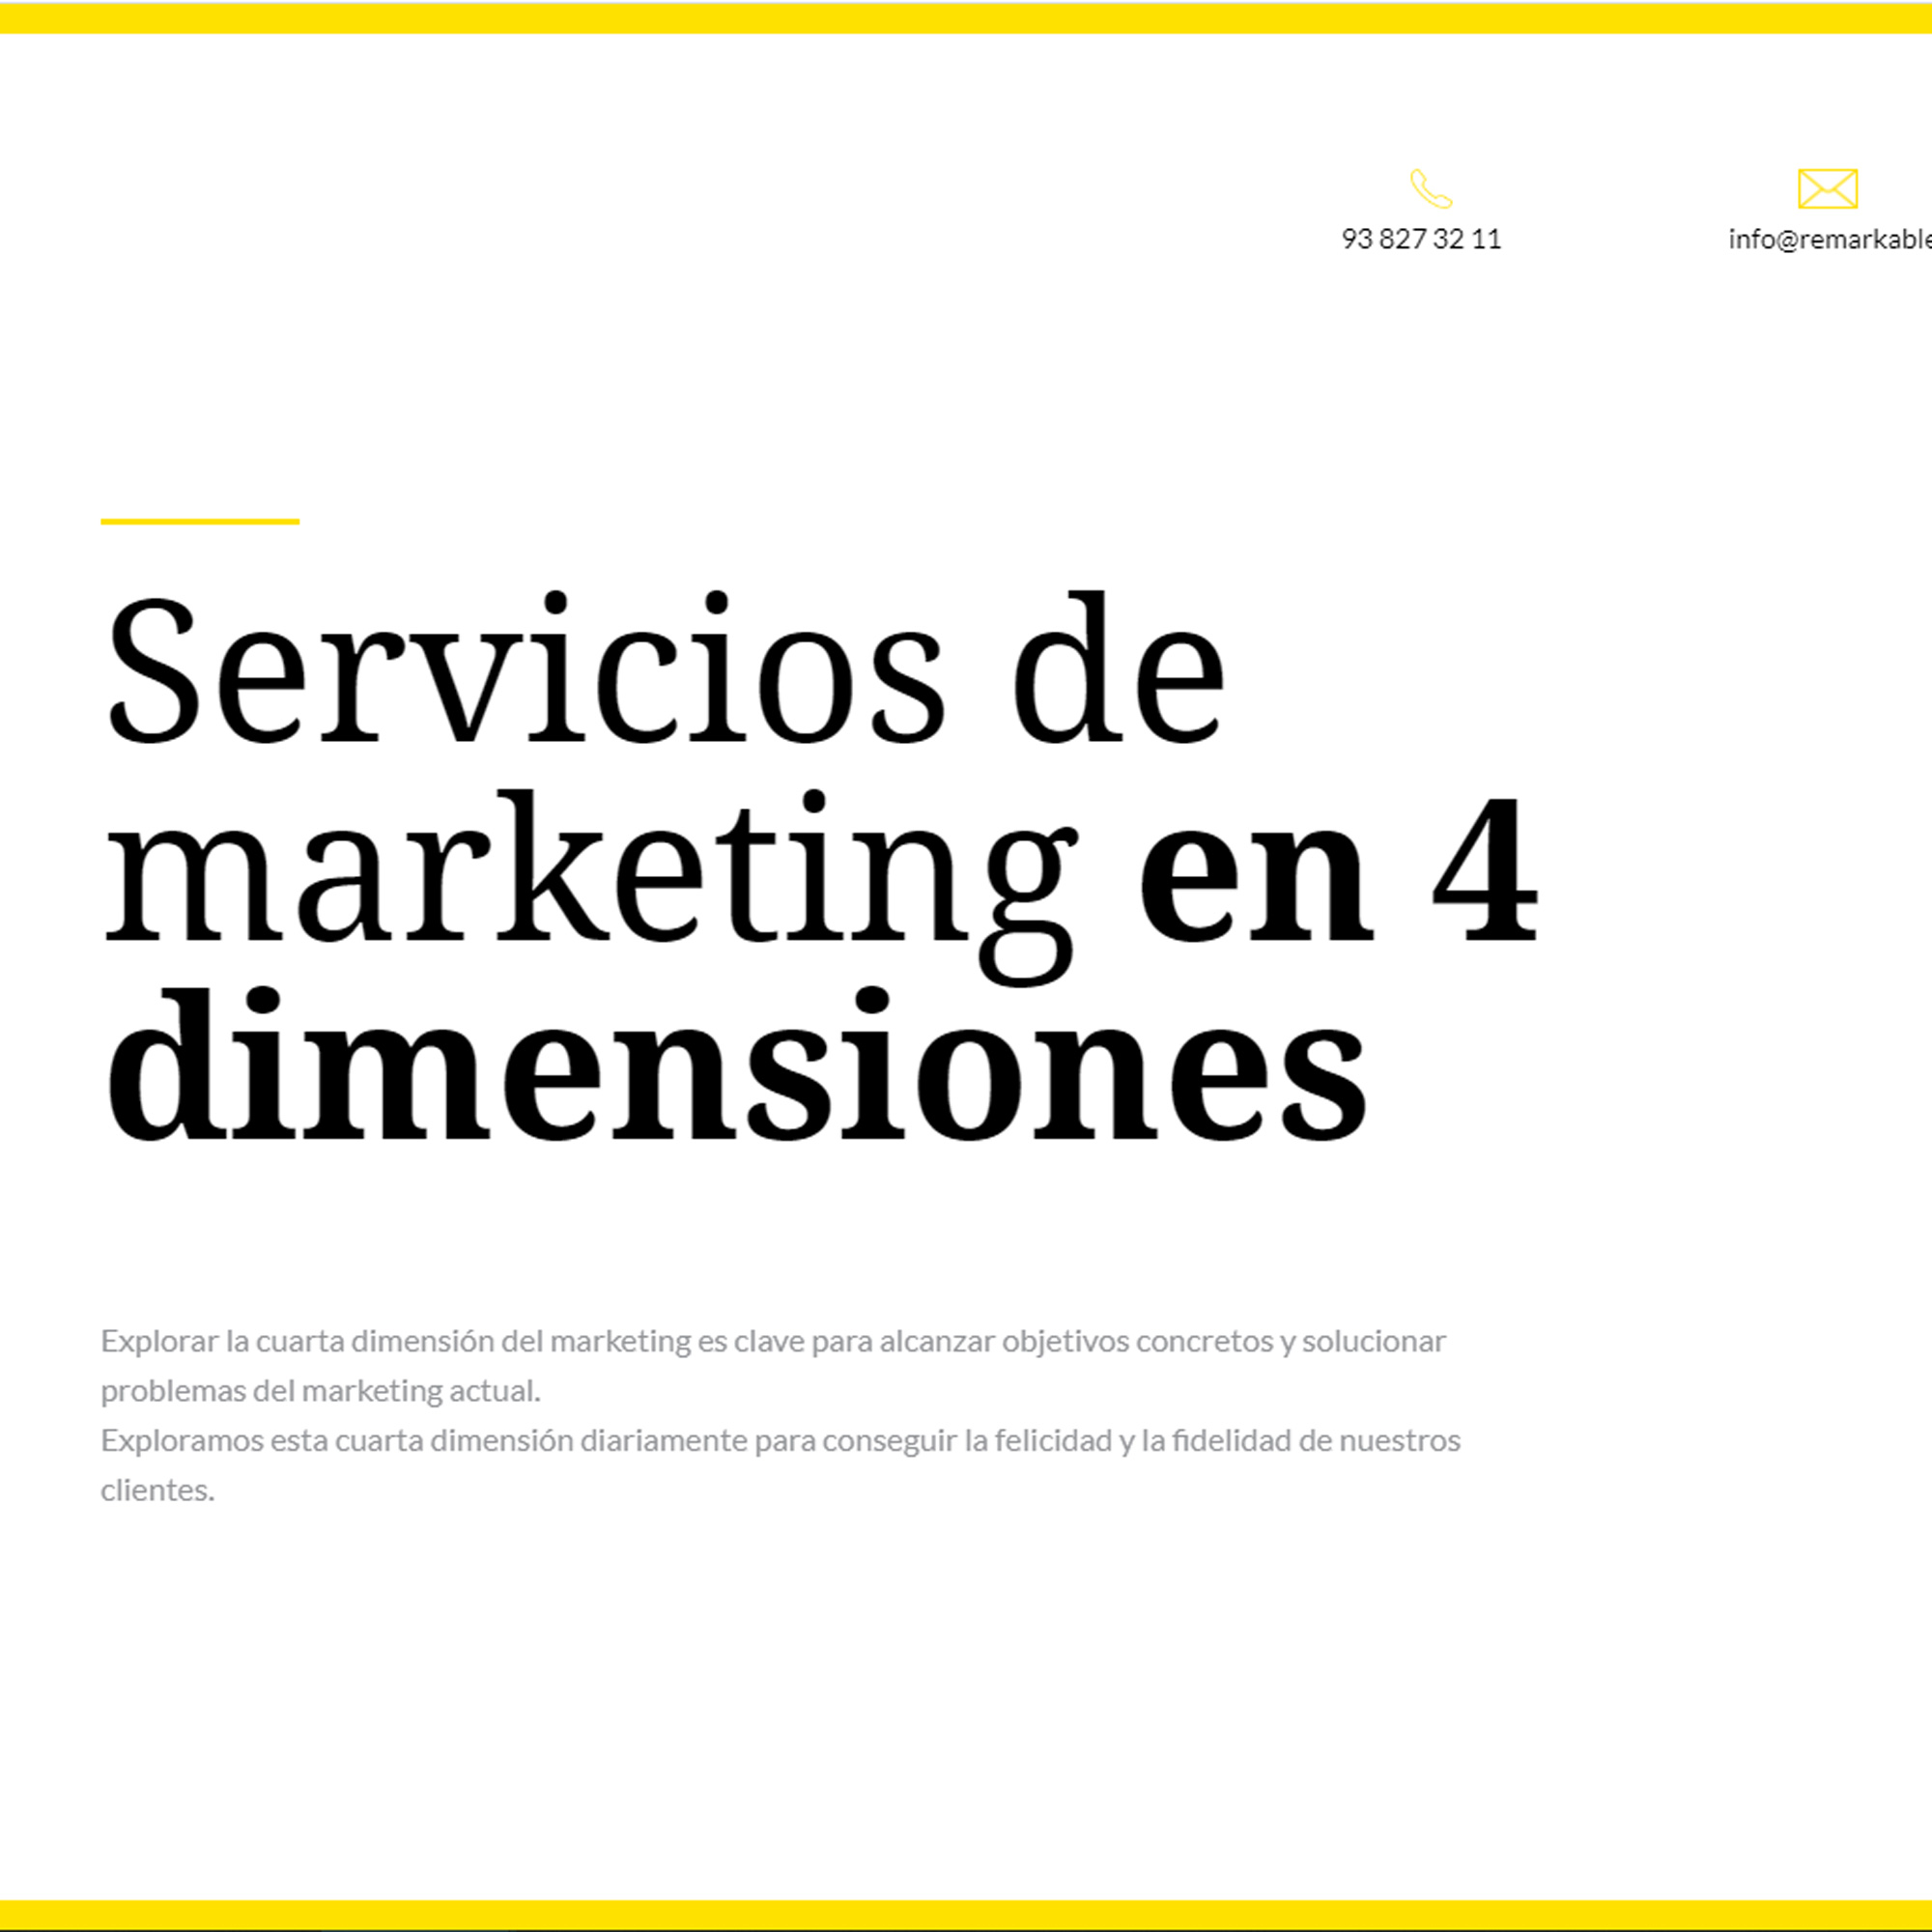 93 827 32 11
info@remarkable
Servicios de
marketing en 4
dimensiones
Explorar la cuarta dimensión del marketing es clave para alcanzar objetivos concretos y solucionar
problemas del marketing actual.
Exploramos esta cuarta dimensión diariamente para conseguir la felicidad y la fidelidad de nuestros
clientes.